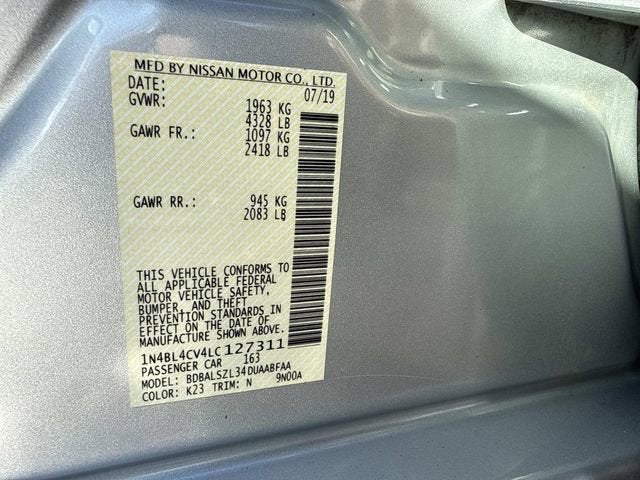 MFD BY NISSAN MOTOR CO., LTD.
DATE: 07/19
GVWR: 1963 KG
4328 LB
GAWR FR.: 1097 KG
2418 LB
GAWR RR.: 945 KG
2083 LB
THIS VEHICLE CONFORMS TO
ALL APPLICABLE FEDERAL
MOTOR VEHICLE SAFETY,
BUMPER, AND THEFT
PREVENTION STANDARDS IN
EFFECT ON THE DATE OF
MANUFACTURE SHOWN ABOVE.
1N4BL4CV4LC127311
PASSENGER CAR 163
MODEL: BDBALSZL34DUAABFAA
COLOR: K23 TRIM: N 9N00A